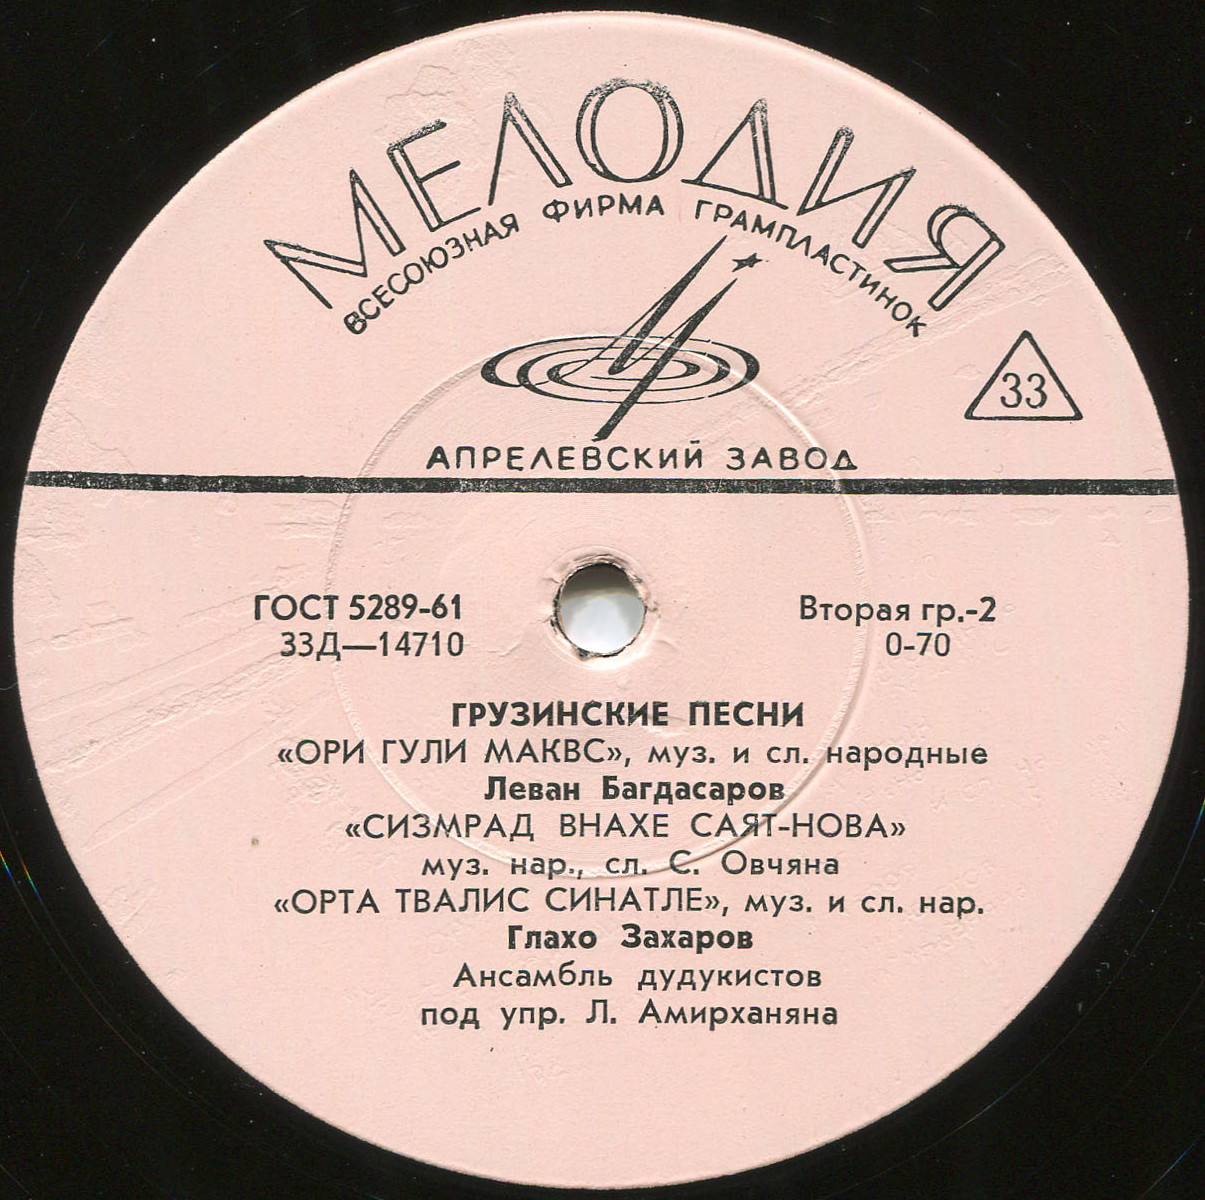 МЕЛОДИЯ
ВСЕСОЮЗНАЯ ФИРМА ГРАМПЛАСТИНОК
33
АПРЕЛЕВСКИЙ ЗАВОД
ГОСТ 5289-61
33Д—14710
Вторая гр.-2
0-70
ГРУЗИНСКИЕ ПЕСНИ
«ОРИ ГУЛИ МАКВС», муз. и сл. народные
Леван Багдасаров
«СИЗМРАД ВНАХЕ САЯТ-НОВА»
муз. нар., сл. С. Овчяна
«ОРТА ТВАЛИС СИНАТЛЕ», муз. и сл. нар.
Глахо Захаров
Ансамбль дудукистов
под упр. Л. Амирханяна